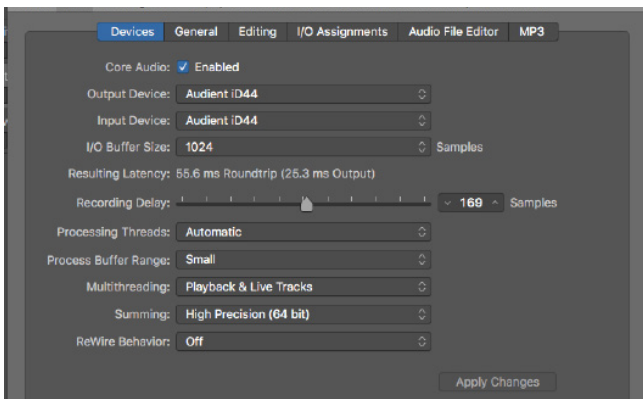 Devices General Editing I/O Assignments Audio File Editor MP3
Core Audio: Enabled
Output Device: Audient iD44
Input Device: Audient iD44
I/O Buffer Size: 1024 Samples
Resulting Latency: 55.6 ms Roundtrip (25.3 ms Output)
Recording Delay: 169 Samples
Processing Threads: Automatic
Process Buffer Range: Small
Multithreading: Playback & Live Tracks
Summing: High Precision (64 bit)
ReWire Behavior: Off
Apply Changes